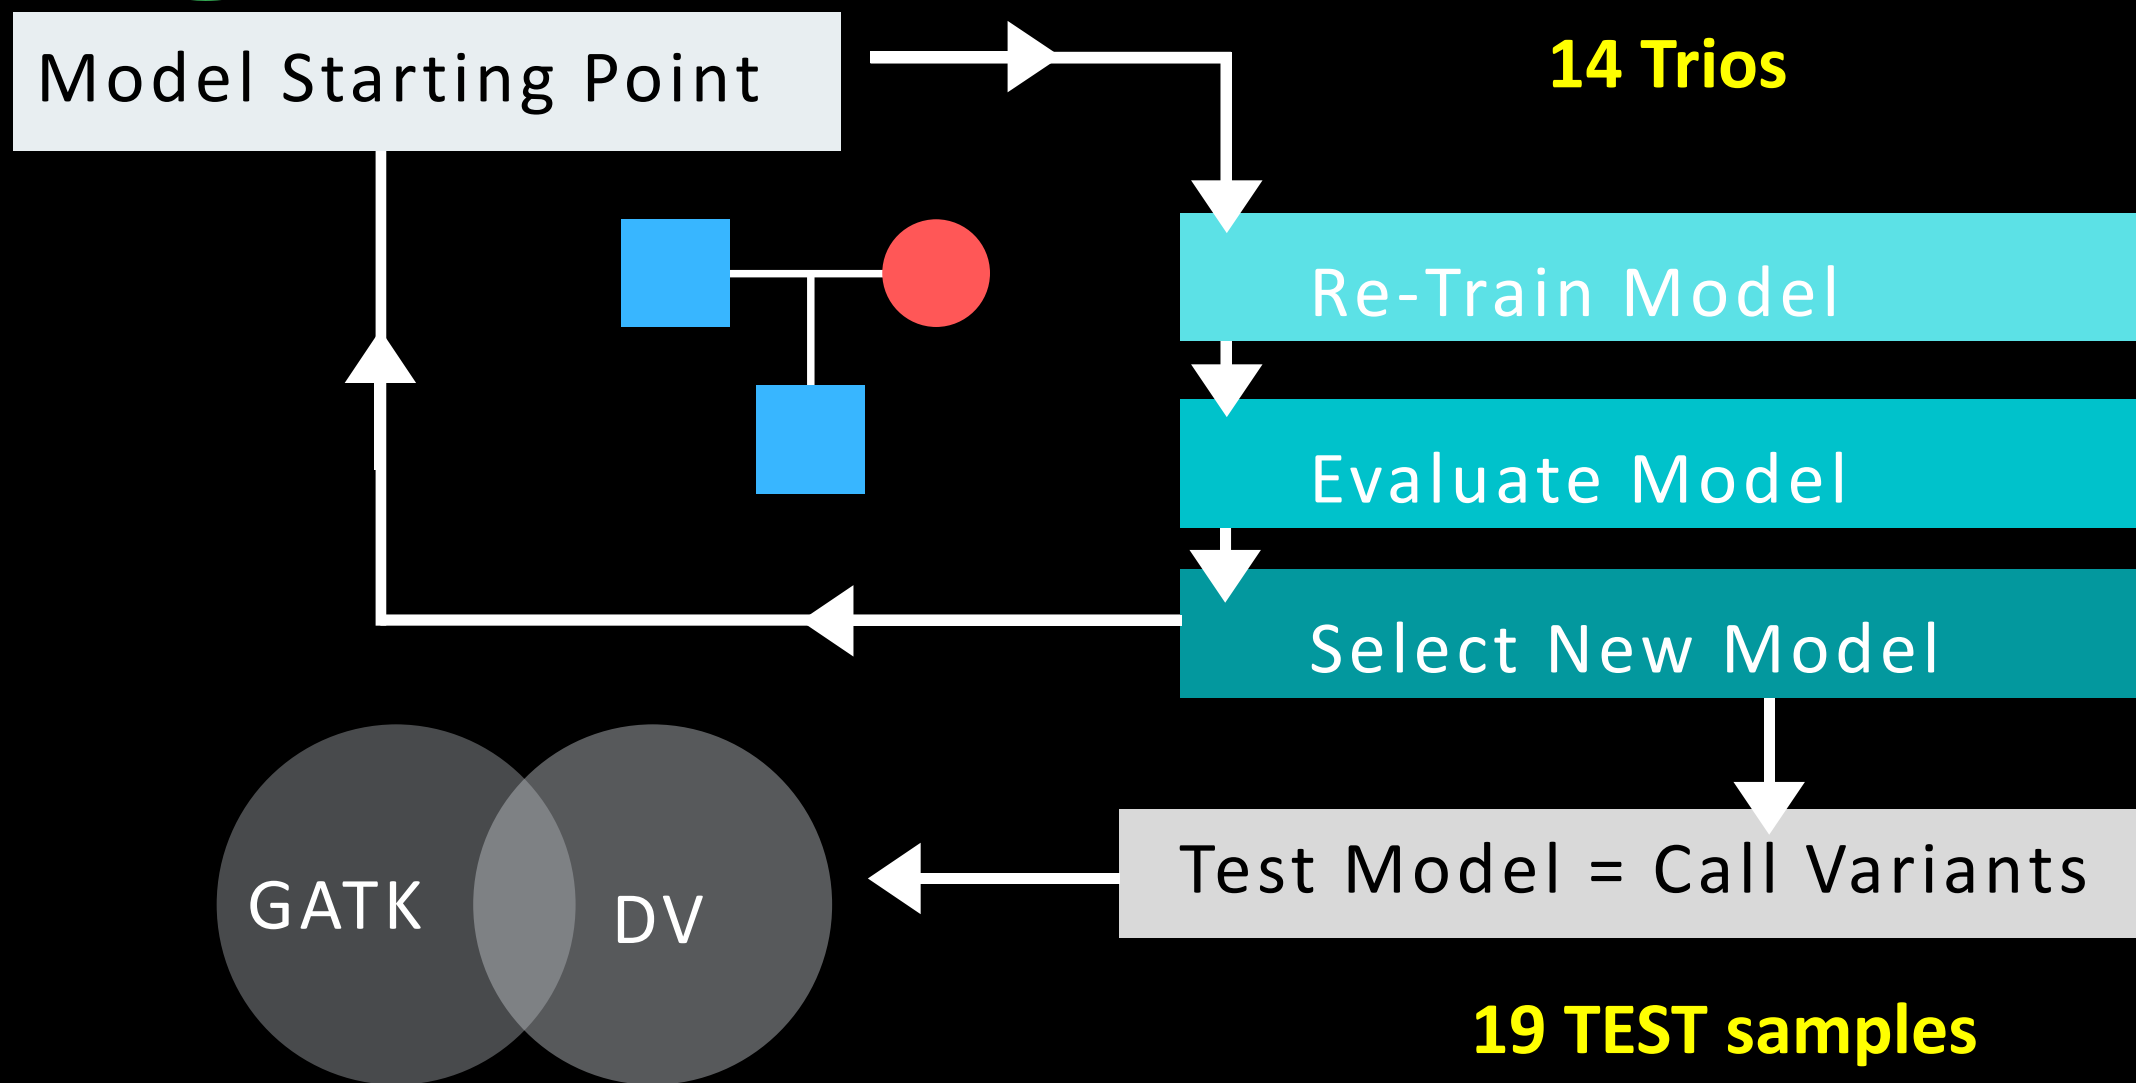 Model Starting Point
14 Trios
Re-Train Model
Evaluate Model
Select New Model
Test Model = Call Variants
GATK
DV
19 TEST samples